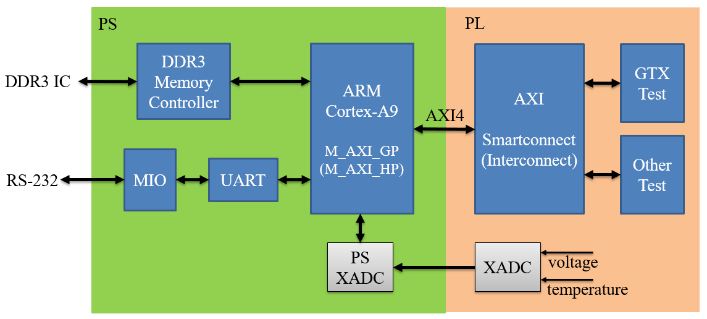 PS
PL
DDR3 IC
DDR3
Memory
Controller
ARM
Cortex-A9
M_AXI_GP
(M_AXI_HP)
AXI4
AXI
Smartconnect
(Interconnect)
GTX
Test
Other
Test
RS-232
MIO
UART
PS
XADC
XADC
voltage
temperature